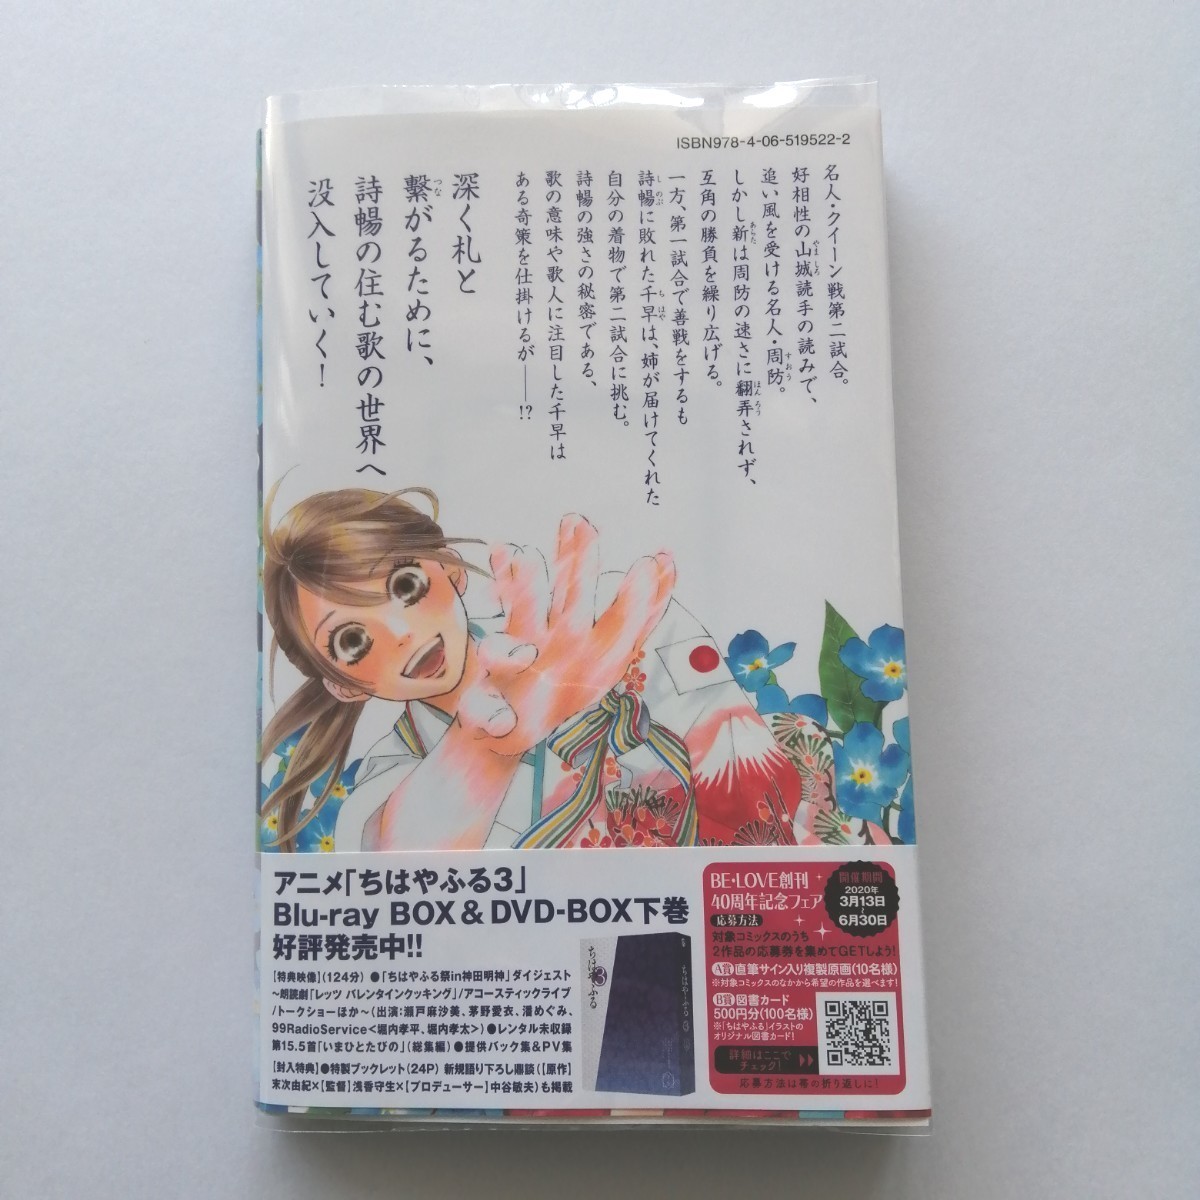 ISBN978-4-06-519522-2
名人・クイーン戦第二試合。
好相性の山城読手の読みで、
追い風を受ける名人・周防。
しかし新は周防の速さに翻弄されず、
互角の勝負を繰り広げる。
一方、第一試合で善戦をするも
詩暢に敗れた千早は、姉が届けてくれた
自分の着物で第二試合に挑む。
詩暢の強さの秘密である、
歌の意味や歌人に注目した千早は
ある奇策を仕掛けるが——!?
深く札と
繋がるために、
詩暢の住む歌の世界へ
没入していく!
アニメ「ちはやふる3」
Blu-ray BOX & DVD-BOX下巻
好評発売中!!
【特典映像】(124分) ●「ちはやふる祭in神田明神」ダイジェスト
～朗読劇「レッツ バレンタインクッキング」/アコースティックライブ
/トークショーほか～(出演:瀬戸麻沙美、茅野愛衣、潘めぐみ、
99RadioService<堀内孝平、堀内孝太>) ●レンタル未収録
第15.5首「いまひとたびの」(総集編) ●提供バック集&PV集
【封入特典】●特製ブックレット(24P) 新規語り下ろし鼎談(【原作】
末次由紀×【監督】浅香守生×【プロデューサー】中谷敏夫)も掲載
ちはやふる3
ちはやふる
BE・LOVE創刊
40周年記念フェア
開催期間
2020年
3月13日
～
6月30日
応募方法
対象コミックスのうち
2作品の応募券を集めてGETしよう!
A賞 直筆サイン入り複製原画(10名様)
※対象コミックスのなかから希望の作品を選べます!
B賞 図書カード
500円分(100名様)
※「ちはやふる」イラストの
オリジナル図書カード!
詳細はここで
チェック!
応募方法は帯の折り返しに!